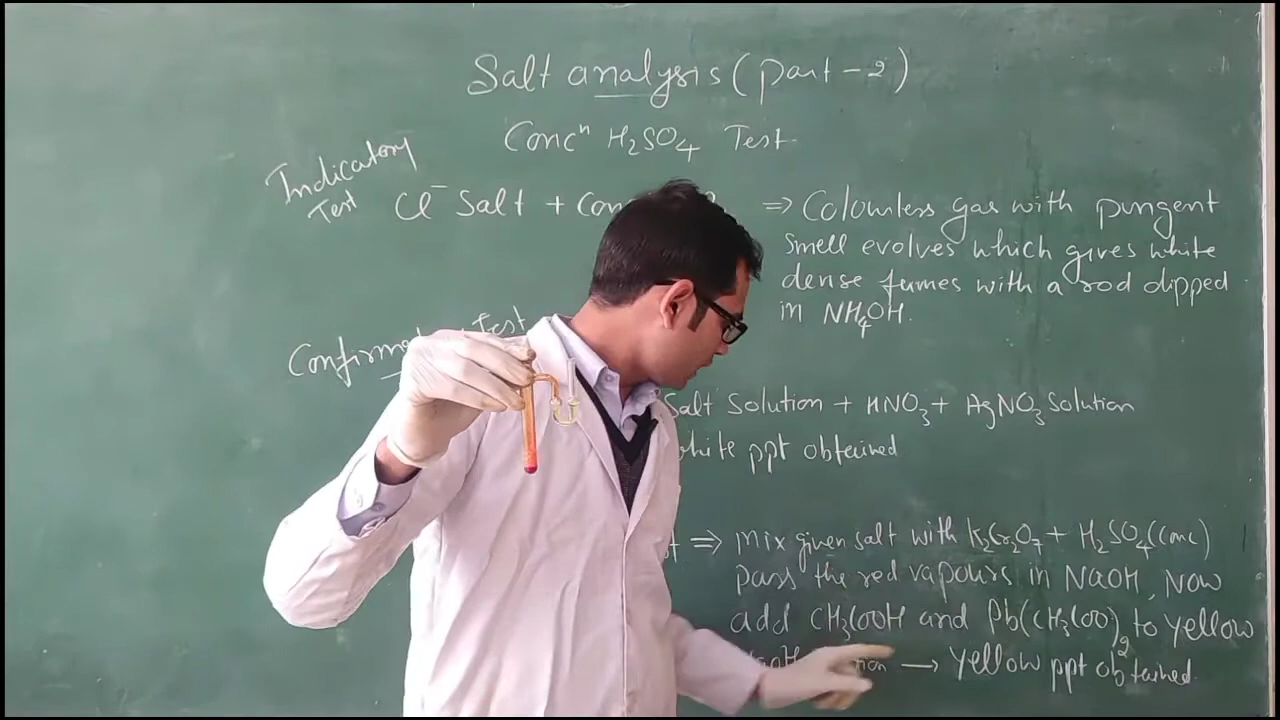 Salt analysis (part-2)
Concⁿ H₂SO₄ Test
Indicatory
Test
Cl⁻ Salt + Con
⇒ Colourless gas with pungent
smell evolves which gives white
dense fumes with a rod dipped
in NH₄OH.
Test
Salt Solution + HNO₃ + AgNO₃ Solution
white ppt obtained
⇒ mix given salt with K₂Cr₂O₇ + H₂SO₄(conc)
pass the red vapours in NaOH, Now
add CH₃COOH and Pb(CH₃COO)₂ to yellow
→ yellow ppt obtained